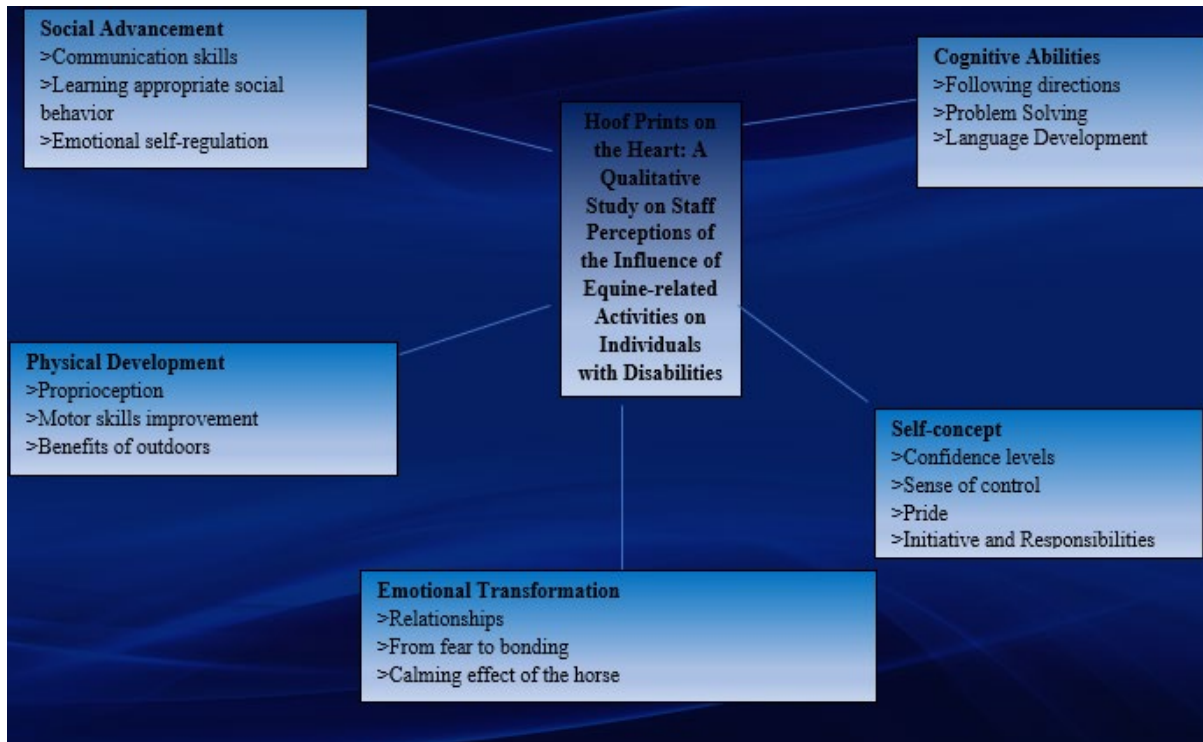 Social Advancement
>Communication skills
>Learning appropriate social
behavior
>Emotional self-regulation
Cognitive Abilities
>Following directions
>Problem Solving
>Language Development
Hoof Prints on
the Heart: A
Qualitative
Study on Staff
Perceptions of
the Influence of
Equine-related
Activities on
Individuals
with Disabilities
Physical Development
>Proprioception
>Motor skills improvement
>Benefits of outdoors
Self-concept
>Confidence levels
>Sense of control
>Pride
>Initiative and Responsibilities
Emotional Transformation
>Relationships
>From fear to bonding
>Calming effect of the horse